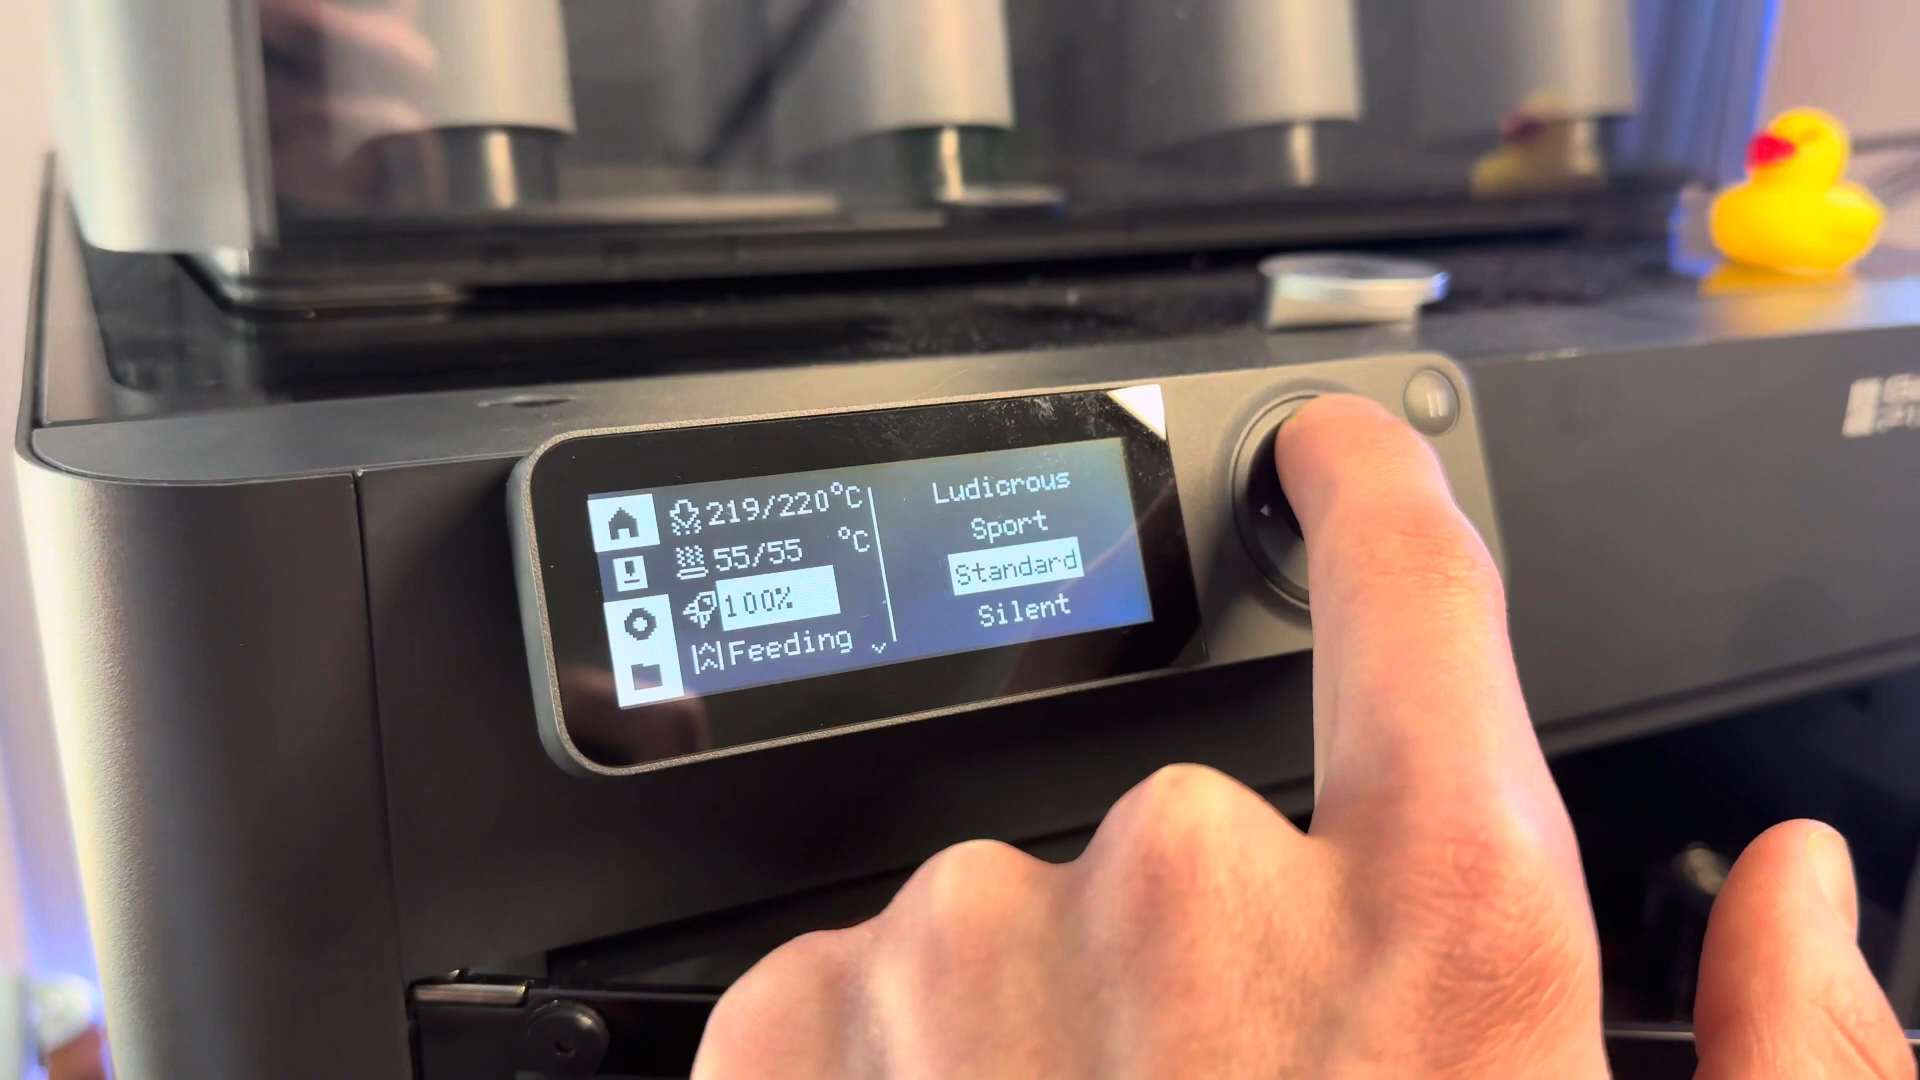 219/220°C
55/55 °C
100%
Feeding
Ludicrous
Sport
Standard
Silent